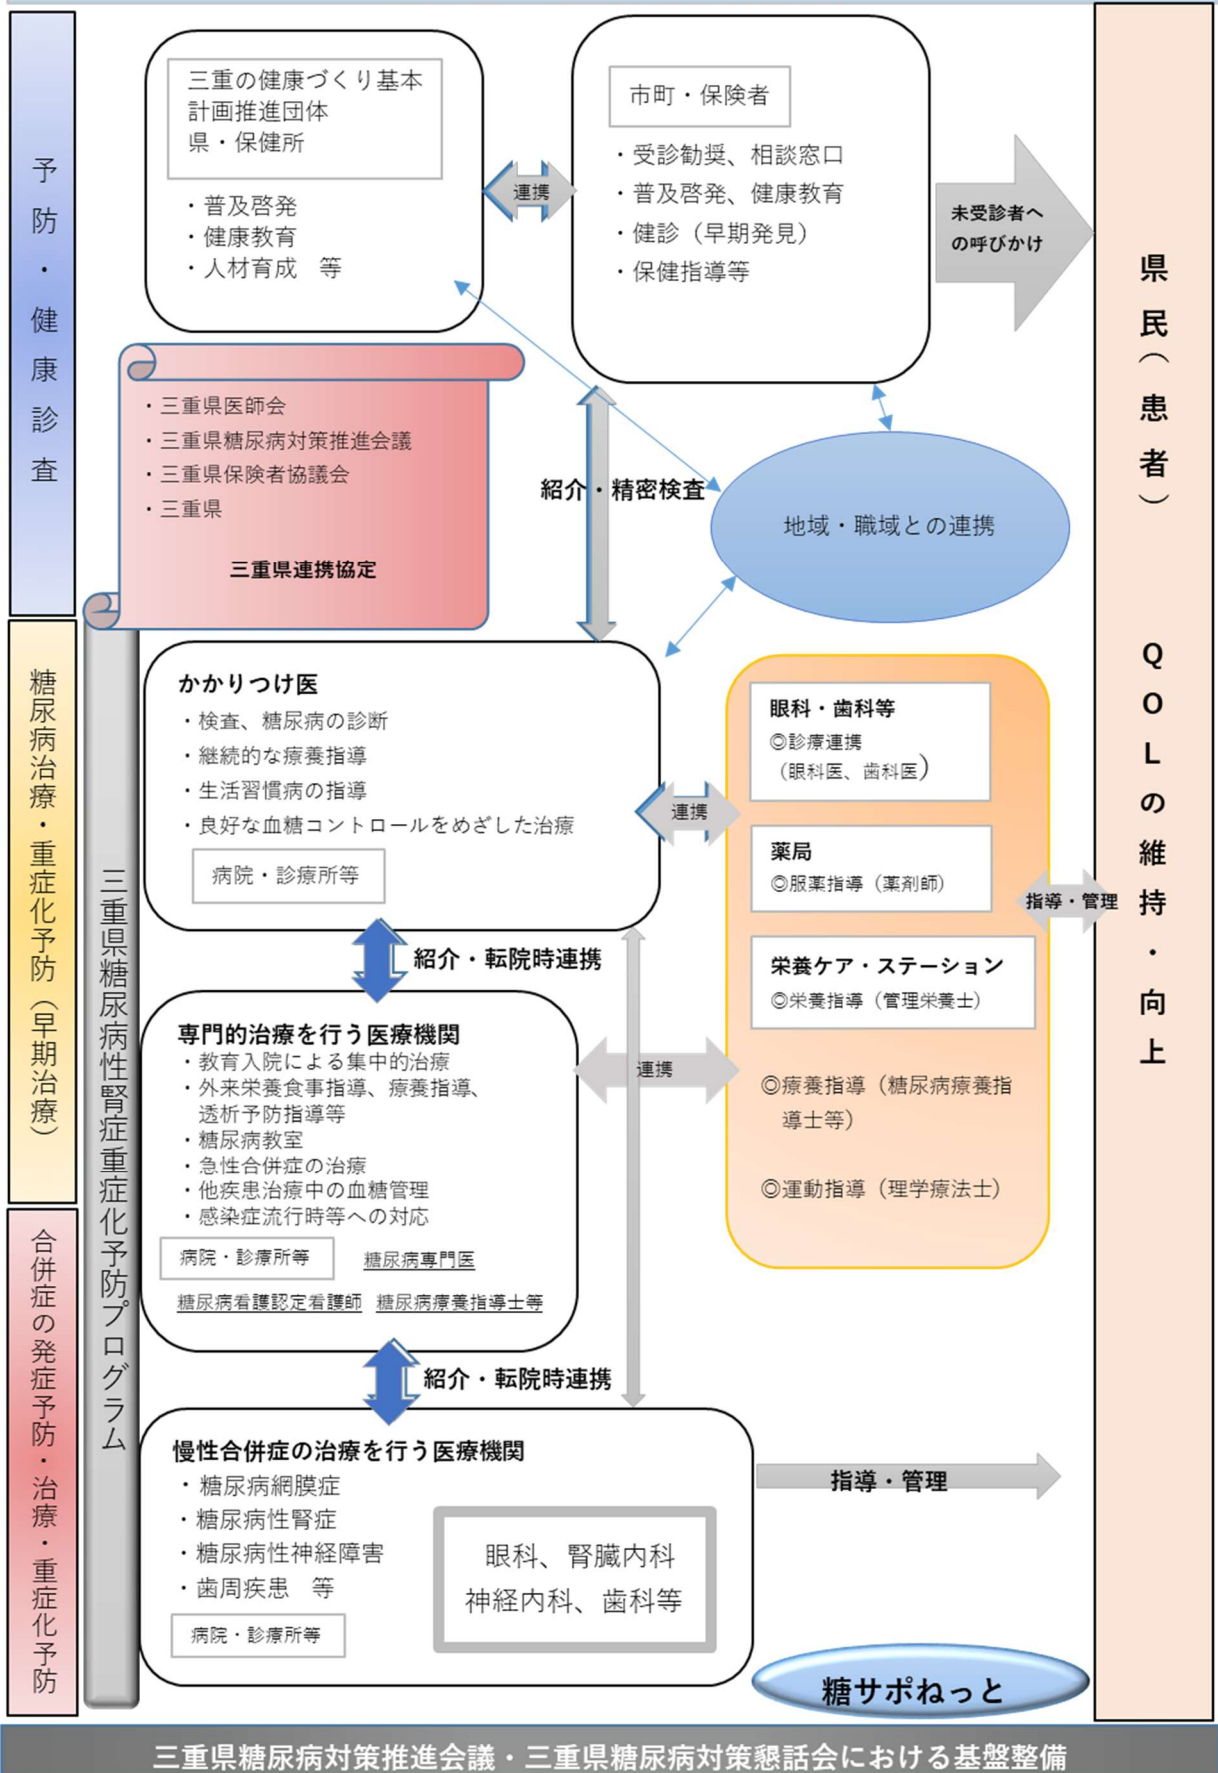 予防・健康診査
三重の健康づくり基本
計画推進団体
県・保健所
・普及啓発
・健康教育
・人材育成　等
連携
市町・保険者
・受診勧奨、相談窓口
・普及啓発、健康教育
・健診（早期発見）
・保健指導等
未受診者へ
の呼びかけ
県民（患者）　QOLの維持・向上
・三重県医師会
・三重県糖尿病対策推進会議
・三重県保険者協議会
・三重県
三重県連携協定
紹介・精密検査
地域・職域との連携
糖尿病治療・重症化予防（早期治療）
三重県糖尿病性腎症重症化予防プログラム
かかりつけ医
・検査、糖尿病の診断
・継続的な療養指導
・生活習慣病の指導
・良好な血糖コントロールをめざした治療
病院・診療所等
連携
眼科・歯科等
◎診療連携
（眼科医、歯科医）
薬局
◎服薬指導（薬剤師）
栄養ケア・ステーション
◎栄養指導（管理栄養士）
◎療養指導（糖尿病療養指
導士等）
◎運動指導（理学療法士）
指導・管理
紹介・転院時連携
専門的治療を行う医療機関
・教育入院による集中的治療
・外来栄養食事指導、療養指導、
透析予防指導等
・糖尿病教室
・急性合併症の治療
・他疾患治療中の血糖管理
・感染症流行時等への対応
病院・診療所等
糖尿病専門医
糖尿病看護認定看護師　糖尿病療養指導士等
連携
紹介・転院時連携
合併症の発症予防・治療・重症化予防
慢性合併症の治療を行う医療機関
・糖尿病網膜症
・糖尿病性腎症
・糖尿病性神経障害
・歯周疾患　等
病院・診療所等
眼科、腎臓内科
神経内科、歯科等
指導・管理
糖サポねっと
三重県糖尿病対策推進会議・三重県糖尿病対策懇話会における基盤整備